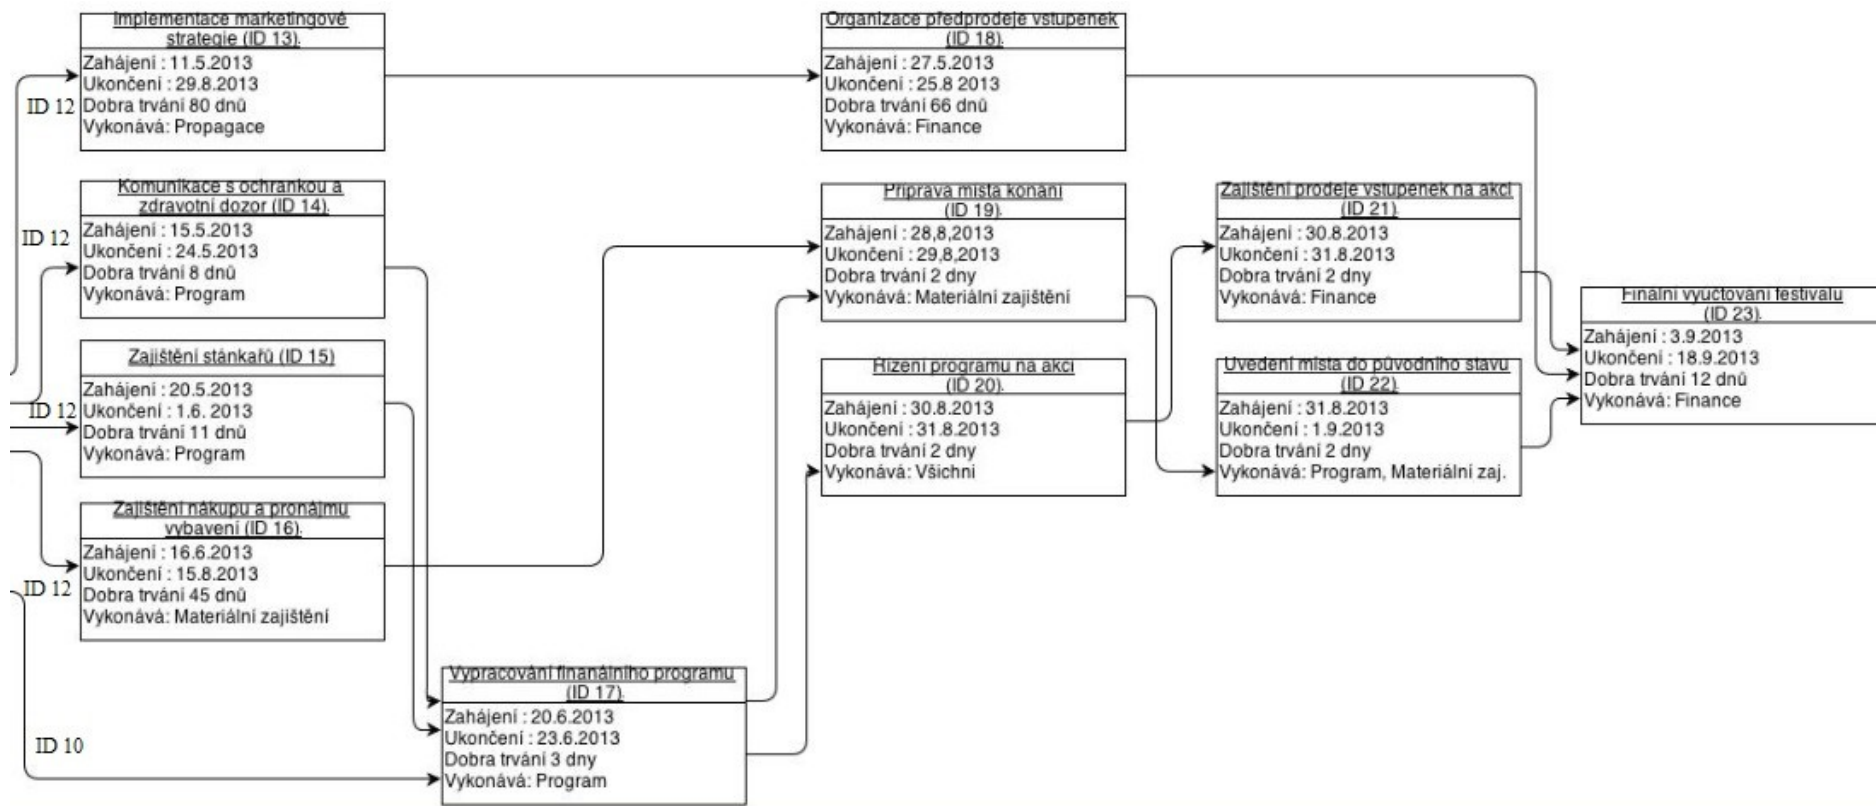 Implementace marketingové
strategie (ID 13).
Zahájení : 11.5.2013
Ukončení : 29.8.2013
Dobra trvání 80 dnů
Vykonává: Propagace
ID 12
Komunikace s ochrankou a
zdravotní dozor (ID 14).
Zahájení : 15.5.2013
Ukončení : 24.5.2013
Dobra trvání 8 dnů
Vykonává: Program
ID 12
Zajištění stánkařů (ID 15)
Zahájení : 20.5.2013
Ukončení : 1.6. 2013
Dobra trvání 11 dnů
Vykonává: Program
ID 12
Zajištění nákupu a pronájmu
vybavení (ID 16).
Zahájení : 16.6.2013
Ukončení : 15.8.2013
Dobra trvání 45 dnů
Vykonává: Materiální zajištění
ID 12
Vypracování finanálního programu
(ID 17).
Zahájení : 20.6.2013
Ukončení : 23.6.2013
Dobra trvání 3 dny
Vykonává: Program
ID 10
Organizace předprodeje vstupenek
(ID 18).
Zahájení : 27.5.2013
Ukončení : 25.8 2013
Dobra trvání 66 dnů
Vykonává: Finance
Příprava místa konání
(ID 19).
Zahájení : 28,8,2013
Ukončení : 29,8,2013
Dobra trvání 2 dny
Vykonává: Materiální zajištění
Řízení programu na akci
(ID 20).
Zahájení : 30.8.2013
Ukončení : 31.8.2013
Dobra trvání 2 dny
Vykonává: Všichni
Zajištění prodeje vstupenek na akci
(ID 21).
Zahájení : 30.8.2013
Ukončení : 31.8.2013
Dobra trvání 2 dny
Vykonává: Finance
Uvedení místa do původního stavu
(ID 22).
Zahájení : 31.8.2013
Ukončení : 1.9.2013
Dobra trvání 2 dny
Vykonává: Program, Materiální zaj.
Finální vyúčtování festivalu
(ID 23).
Zahájení : 3.9.2013
Ukončení : 18.9.2013
Dobra trvání 12 dnů
Vykonává: Finance